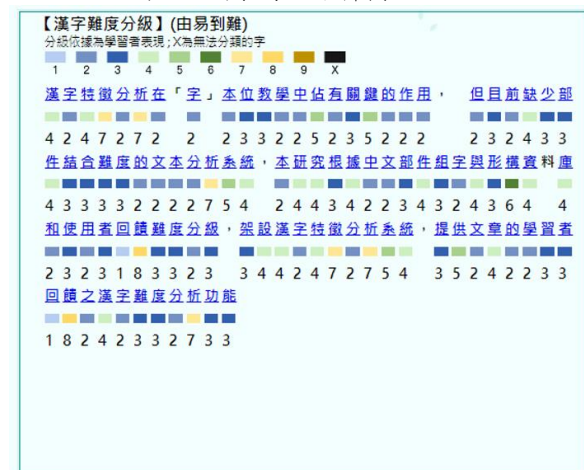 【漢字難度分級】(由易到難)
分級依據為學習者表現;X為無法分類的字
1 2 3 4 5 6 7 8 9 X
漢字特徵分析在「字」本位教學中佔有關鍵的作用， 但目前缺少部
4 2 4 7 2 7 2 2 2 3 3 2 2 5 2 3 5 2 2 2 2 3 2 4 3 3
件結合難度的文本分析系統，本研究根據中文部件組字與形構資料庫
4 3 3 3 3 2 2 2 2 7 5 4 2 4 4 3 4 2 2 3 4 3 2 4 3 6 4 4
和使用者回饋難度分級，架設漢字特徵分析系統，提供文章的學習者
2 3 2 3 1 8 3 3 2 3 3 4 4 2 4 7 2 7 5 4 3 5 2 4 2 2 3 3
回饋之漢字難度分析功能
1 8 2 4 2 3 3 2 7 3 3